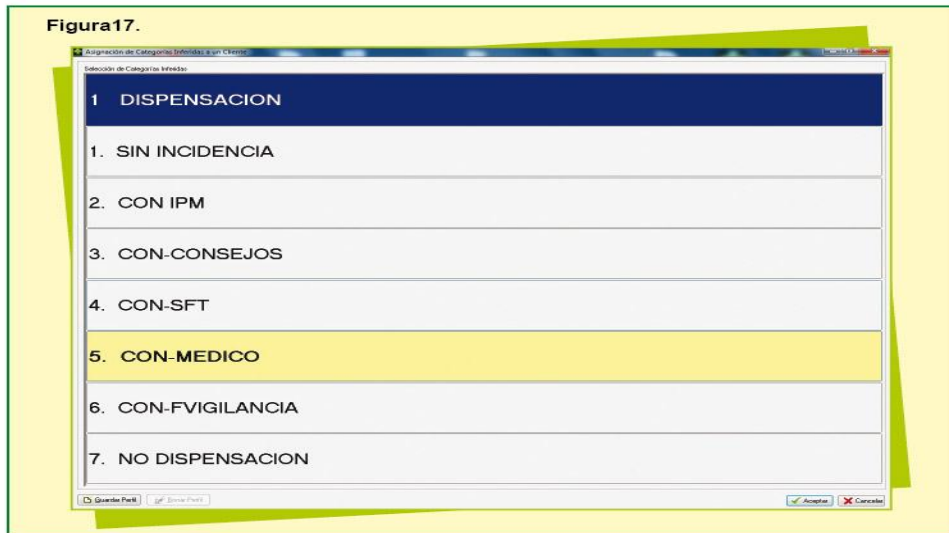 Figura17.
Asignación de Categorías Inferidas a un Cliente
Selección de Categorías Inferidas
1 DISPENSACION
1. SIN INCIDENCIA
2. CON IPM
3. CON-CONSEJOS
4. CON-SFT
5. CON-MEDICO
6. CON-FVIGILANCIA
7. NO DISPENSACION
Guardar Perfil
Aceptar Cancelar